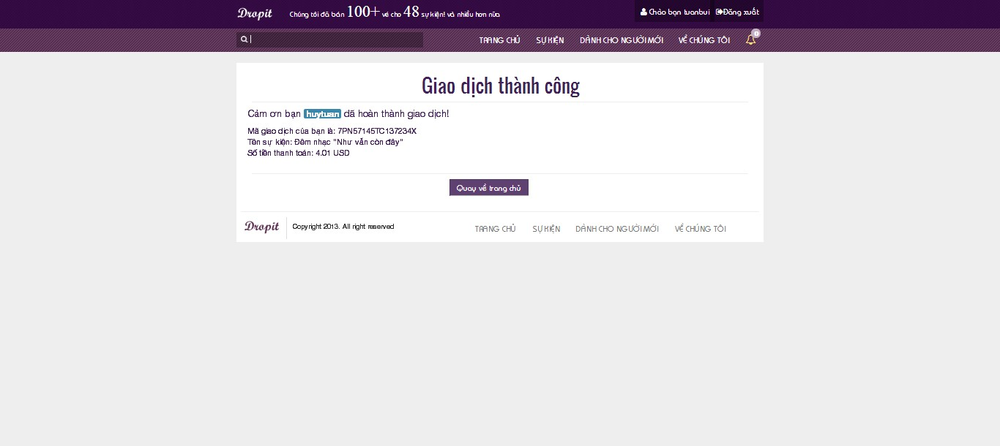 Dropit Chúng tôi đã bán 100+ vé cho 48 sự kiện! và nhiều hơn nữa Chào bạn tuanbui Đăng xuất
TRANG CHỦ SỰ KIỆN DÀNH CHO NGƯỜI MỚI VỀ CHÚNG TÔI 0
Giao dịch thành công
Cảm ơn bạn huytuan đã hoàn thành giao dịch!
Mã giao dịch của bạn là: 7PN57145TC137234X
Tên sự kiện: Đêm nhạc "Như vẫn còn đây"
Số tiền thanh toán: 4.01 USD
Quay về trang chủ
Dropit Copyright 2013. All right reserved TRANG CHỦ SỰ KIỆN DÀNH CHO NGƯỜI MỚI VỀ CHÚNG TÔI